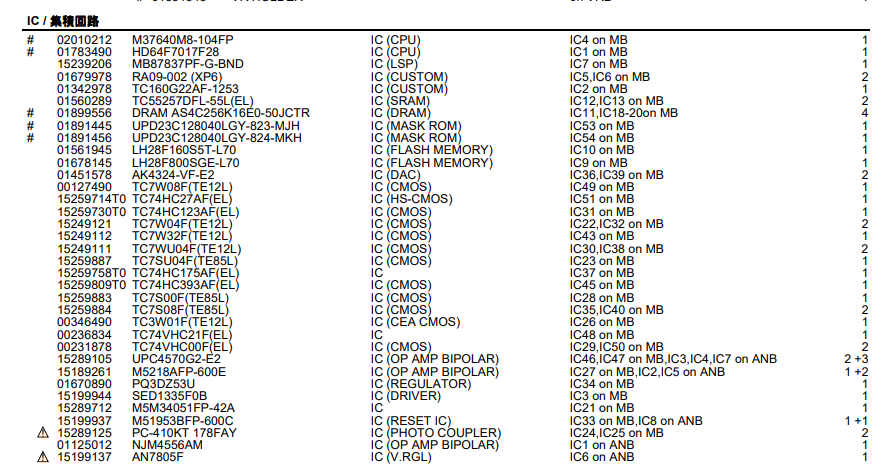 IC / 集積回路
# 02010212 M37640M8-104FP IC (CPU) IC4 on MB 1
# 01783490 HD64F7017F28 IC (CPU) IC1 on MB 1
15239206 MB87837PF-G-BND IC (LSP) IC7 on MB 1
01679978 RA09-002 (XP6) IC (CUSTOM) IC5,IC6 on MB 2
01342978 TC160G22AF-1253 IC (CUSTOM) IC2 on MB 1
01560289 TC55257DFL-55L(EL) IC (SRAM) IC12,IC13 on MB 2
# 01899556 DRAM AS4C256K16E0-50JCTR IC (DRAM) IC11,IC18-20on MB 4
# 01891445 UPD23C128040LGY-823-MJH IC (MASK ROM) IC53 on MB 1
# 01891456 UPD23C128040LGY-824-MKH IC (MASK ROM) IC54 on MB 1
01561945 LH28F160S5T-L70 IC (FLASH MEMORY) IC10 on MB 1
01678145 LH28F800SGE-L70 IC (FLASH MEMORY) IC9 on MB 1
01451578 AK4324-VF-E2 IC (DAC) IC36,IC39 on MB 2
00127490 TC7W08F(TE12L) IC (CMOS) IC49 on MB 1
15259714T0 TC74HC27AF(EL) IC (HS-CMOS) IC51 on MB 1
15259730T0 TC74HC123AF(EL) IC (CMOS) IC31 on MB 1
15249121 TC7W04F(TE12L) IC (CMOS) IC22,IC32 on MB 2
15249112 TC7W32F(TE12L) IC (CMOS) IC43 on MB 1
15249111 TC7WU04F(TE12L) IC (CMOS) IC30,IC38 on MB 2
15259887 TC7SU04F(TE85L) IC (CMOS) IC23 on MB 1
15259758T0 TC74HC175AF(EL) IC IC37 on MB 1
15259809T0 TC74HC393AF(EL) IC (CMOS) IC45 on MB 1
15259883 TC7S00F(TE85L) IC (CMOS) IC28 on MB 1
15259884 TC7S08F(TE85L) IC (CMOS) IC35,IC40 on MB 2
00346490 TC3W01F(TE12L) IC (CEA CMOS) IC26 on MB 1
00236834 TC74VHC21F(EL) IC IC48 on MB 1
00231878 TC74VHC00F(EL) IC (CMOS) IC29,IC50 on MB 2
15289105 UPC4570G2-E2 IC (OP AMP BIPOLAR) IC46,IC47 on MB,IC3,IC4,IC7 on ANB 2 +3
15189261 M5218AFP-600E IC (OP AMP BIPOLAR) IC27 on MB,IC2,IC5 on ANB 1 +2
01670890 PQ3DZ53U IC (REGULATOR) IC34 on MB 1
15199944 SED1335F0B IC (DRIVER) IC3 on MB 1
15289712 M5M34051FP-42A IC IC21 on MB 1
15199937 M51953BFP-600C IC (RESET IC) IC33 on MB,IC8 on ANB 1 +1
⚠ 15289125 PC-410KT 178FAY IC (PHOTO COUPLER) IC24,IC25 on MB 2
01125012 NJM4556AM IC (OP AMP BIPOLAR) IC1 on ANB 1
⚠ 15199137 AN7805F IC (V.RGL) IC6 on ANB 1